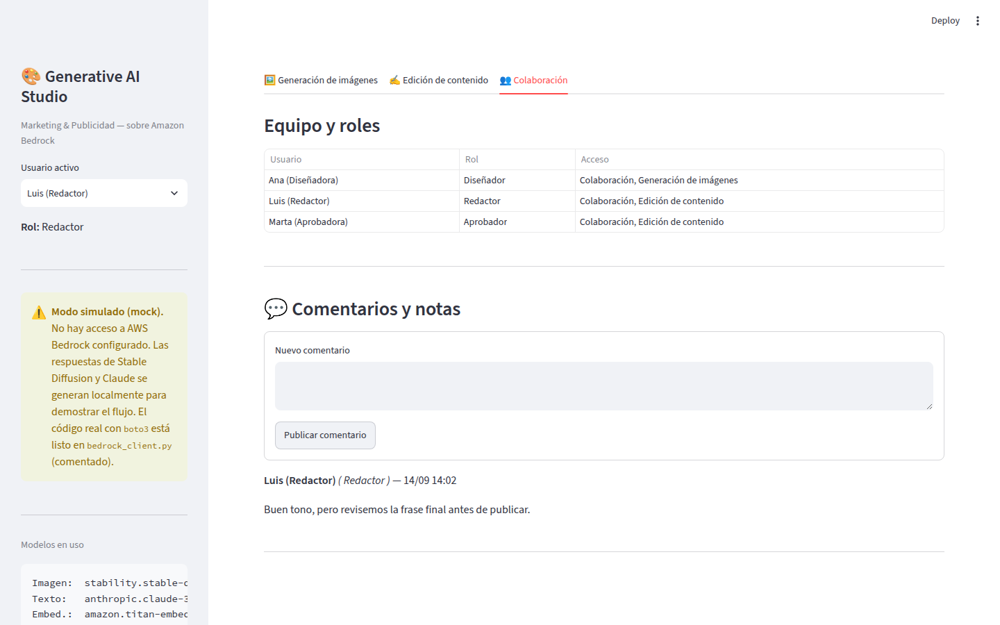 Deploy
🎨 Generative AI
Studio
Marketing & Publicidad — sobre Amazon
Bedrock
Usuario activo
Luis (Redactor)
Rol: Redactor
⚠️ Modo simulado (mock).
No hay acceso a AWS
Bedrock configurado. Las
respuestas de Stable
Diffusion y Claude se
generan localmente para
demostrar el flujo. El
código real con boto3 está
listo en bedrock_client.py
(comentado).
Modelos en uso
Imagen: stability.stable-
Texto: anthropic.claude-3
Embed.: amazon.titan-embed
🖼️ Generación de imágenes ✍️ Edición de contenido 👥 Colaboración
Equipo y roles
Usuario Rol Acceso
Ana (Diseñadora) Diseñador Colaboración, Generación de imágenes
Luis (Redactor) Redactor Colaboración, Edición de contenido
Marta (Aprobadora) Aprobador Colaboración, Edición de contenido
💬 Comentarios y notas
Nuevo comentario
Publicar comentario
Luis (Redactor) ( Redactor ) — 14/09 14:02
Buen tono, pero revisemos la frase final antes de publicar.